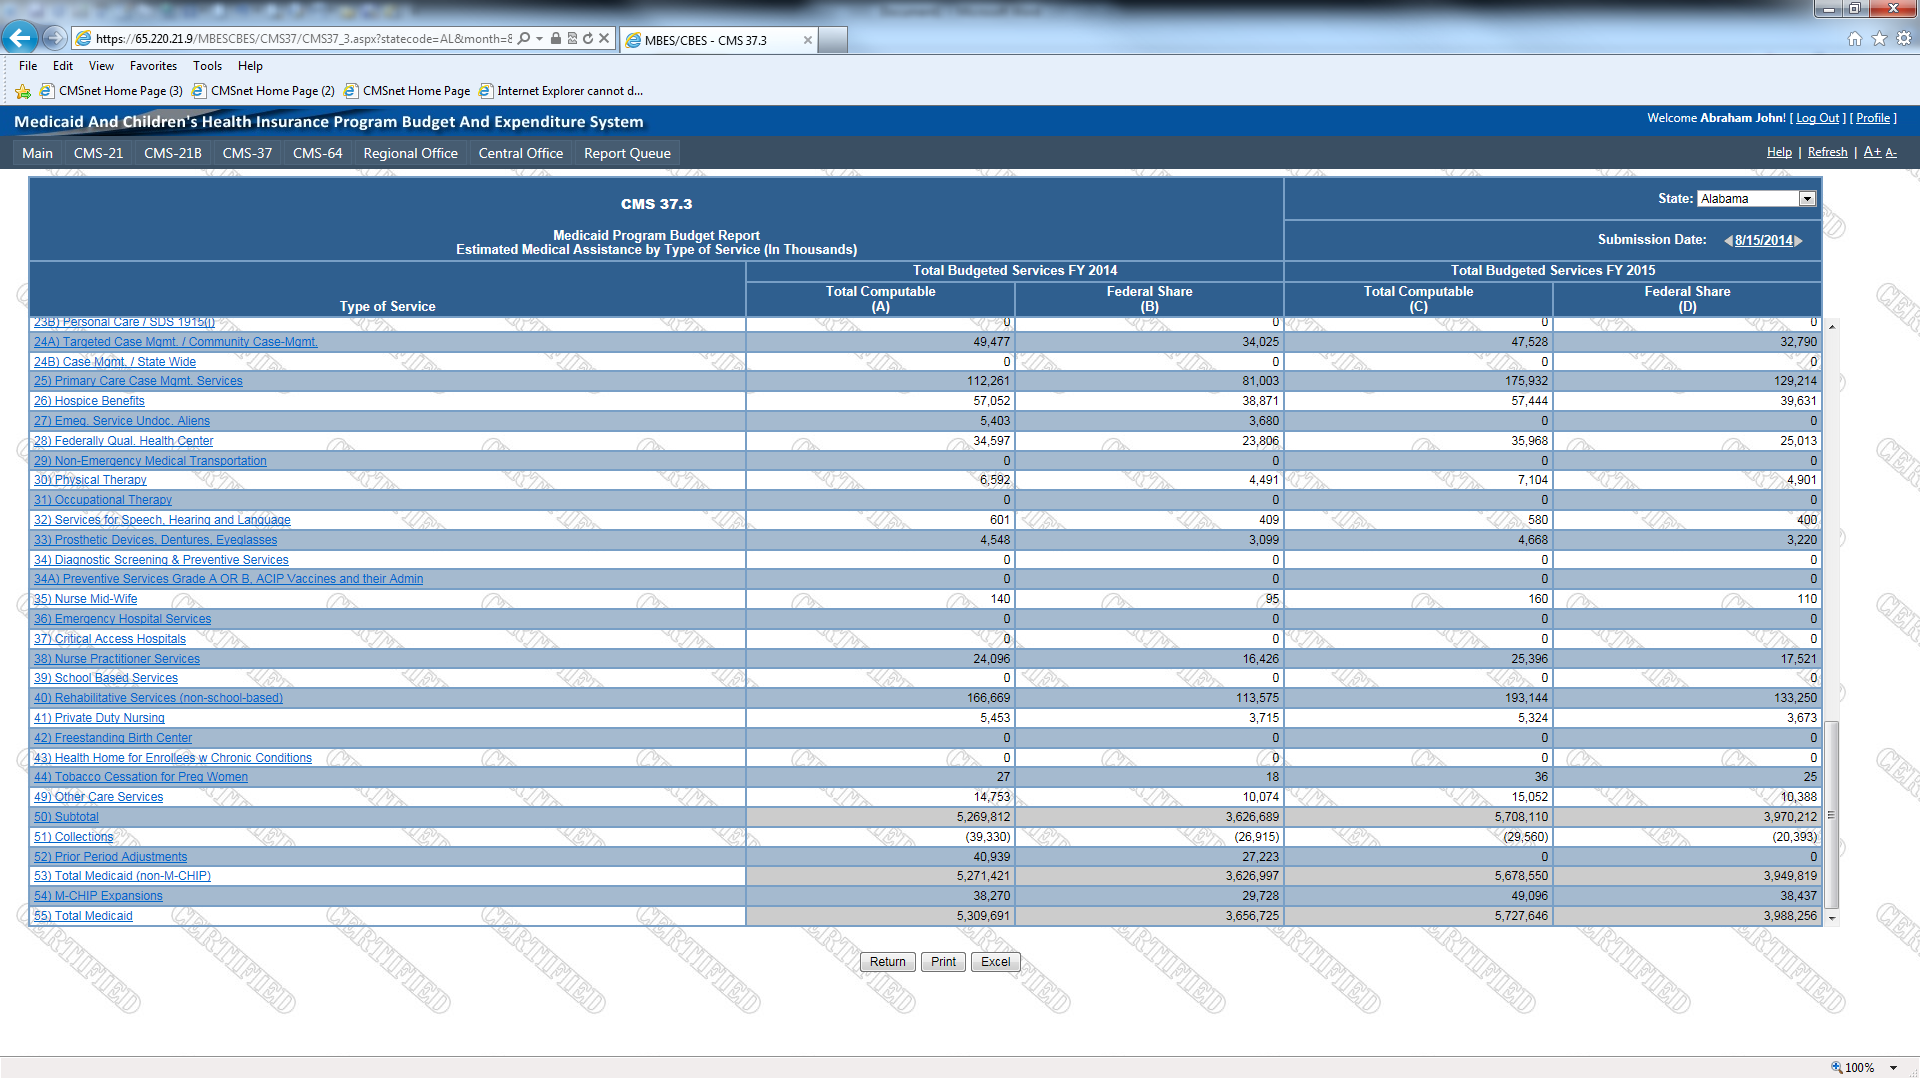 https://65.220.21.9/MBESCBES/CMS37/CMS37_3.aspx?statecode=AL&month=8
MBES/CBES - CMS 37.3
File Edit View Favorites Tools Help
CMSnet Home Page (3) CMSnet Home Page (2) CMSnet Home Page Internet Explorer cannot d...
Medicaid And Children's Health Insurance Program Budget And Expenditure System
Welcome Abraham John! [ Log Out ] [ Profile ]
Main CMS-21 CMS-21B CMS-37 CMS-64 Regional Office Central Office Report Queue
Help | Refresh | A+ A-
CMS 37.3
State: Alabama
Medicaid Program Budget Report
Estimated Medical Assistance by Type of Service (In Thousands)
Submission Date: 8/15/2014
Total Budgeted Services FY 2014 Total Budgeted Services FY 2015
Type of Service
Total Computable (A) Federal Share (B) Total Computable (C) Federal Share (D)
23B) Personal Care / SDS 1915(j) 0 0 0 0
24A) Targeted Case Mgmt. / Community Case-Mgmt. 49,477 34,025 47,528 32,790
24B) Case Mgmt. / State Wide 0 0 0 0
25) Primary Care Case Mgmt. Services 112,261 81,003 175,932 129,214
26) Hospice Benefits 57,052 38,871 57,444 39,631
27) Emeg. Service Undoc. Aliens 5,403 3,680 0 0
28) Federally Qual. Health Center 34,597 23,806 35,968 25,013
29) Non-Emergency Medical Transportation 0 0 0 0
30) Physical Therapy 6,592 4,491 7,104 4,901
31) Occupational Therapy 0 0 0 0
32) Services for Speech, Hearing and Language 601 409 580 400
33) Prosthetic Devices, Dentures, Eyeglasses 4,548 3,099 4,668 3,220
34) Diagnostic Screening & Preventive Services 0 0 0 0
34A) Preventive Services Grade A OR B, ACIP Vaccines and their Admin 0 0 0 0
35) Nurse Mid-Wife 140 95 160 110
36) Emergency Hospital Services 0 0 0 0
37) Critical Access Hospitals 0 0 0 0
38) Nurse Practitioner Services 24,096 16,426 25,396 17,521
39) School Based Services 0 0 0 0
40) Rehabilitative Services (non-school-based) 166,669 113,575 193,144 133,250
41) Private Duty Nursing 5,453 3,715 5,324 3,673
42) Freestanding Birth Center 0 0 0 0
43) Health Home for Enrollees w Chronic Conditions 0 0 0 0
44) Tobacco Cessation for Preg Women 27 18 36 25
49) Other Care Services 14,753 10,074 15,052 10,388
50) Subtotal 5,269,812 3,626,689 5,708,110 3,970,212
51) Collections (39,330) (26,915) (29,560) (20,393)
52) Prior Period Adjustments 40,939 27,223 0 0
53) Total Medicaid (non-M-CHIP) 5,271,421 3,626,997 5,678,550 3,949,819
54) M-CHIP Expansions 38,270 29,728 49,096 38,437
55) Total Medicaid 5,309,691 3,656,725 5,727,646 3,988,256
CERTIFIED
Return Print Excel
100%